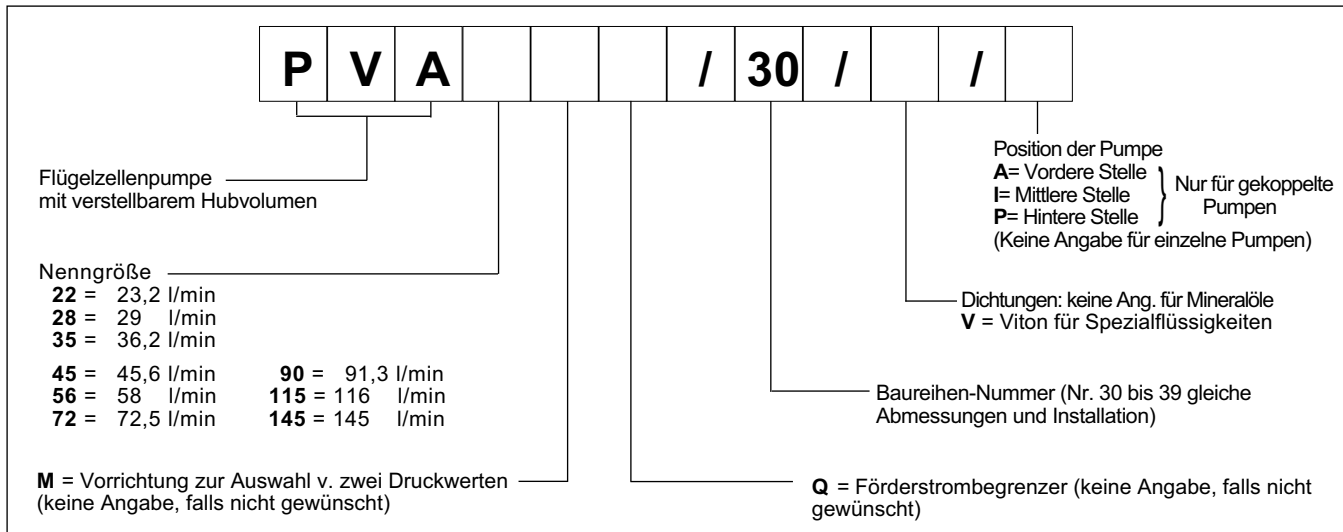 P V A / 30 / /
Flügelzellenpumpe
mit verstellbarem Hubvolumen
Nenngröße
22 = 23,2 l/min
28 = 29 l/min
35 = 36,2 l/min
45 = 45,6 l/min 90 = 91,3 l/min
56 = 58 l/min 115 = 116 l/min
72 = 72,5 l/min 145 = 145 l/min
M = Vorrichtung zur Auswahl v. zwei Druckwerten
(keine Angabe, falls nicht gewünscht)
Position der Pumpe
A= Vordere Stelle
I= Mittlere Stelle
P= Hintere Stelle
} Nur für gekoppelte
Pumpen
(Keine Angabe für einzelne Pumpen)
Dichtungen: keine Ang. für Mineralöle
V = Viton für Spezialflüssigkeiten
Baureihen-Nummer (Nr. 30 bis 39 gleiche
Abmessungen und Installation)
Q = Förderstrombegrenzer (keine Angabe, falls nicht
gewünscht)